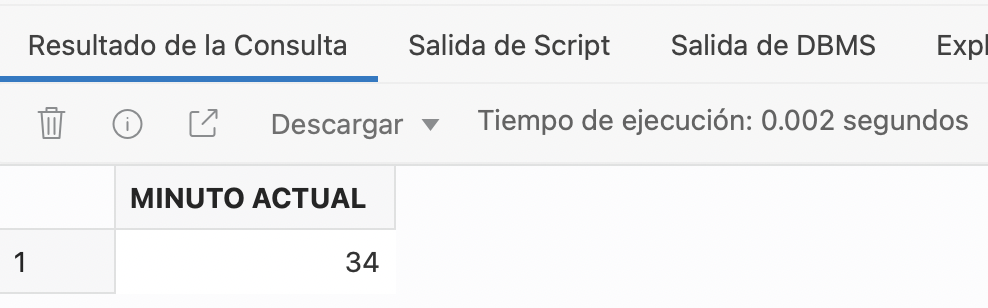 Resultado de la Consulta Salida de Script Salida de DBMS Expl
Descargar Tiempo de ejecución: 0.002 segundos
MINUTO ACTUAL
1 34